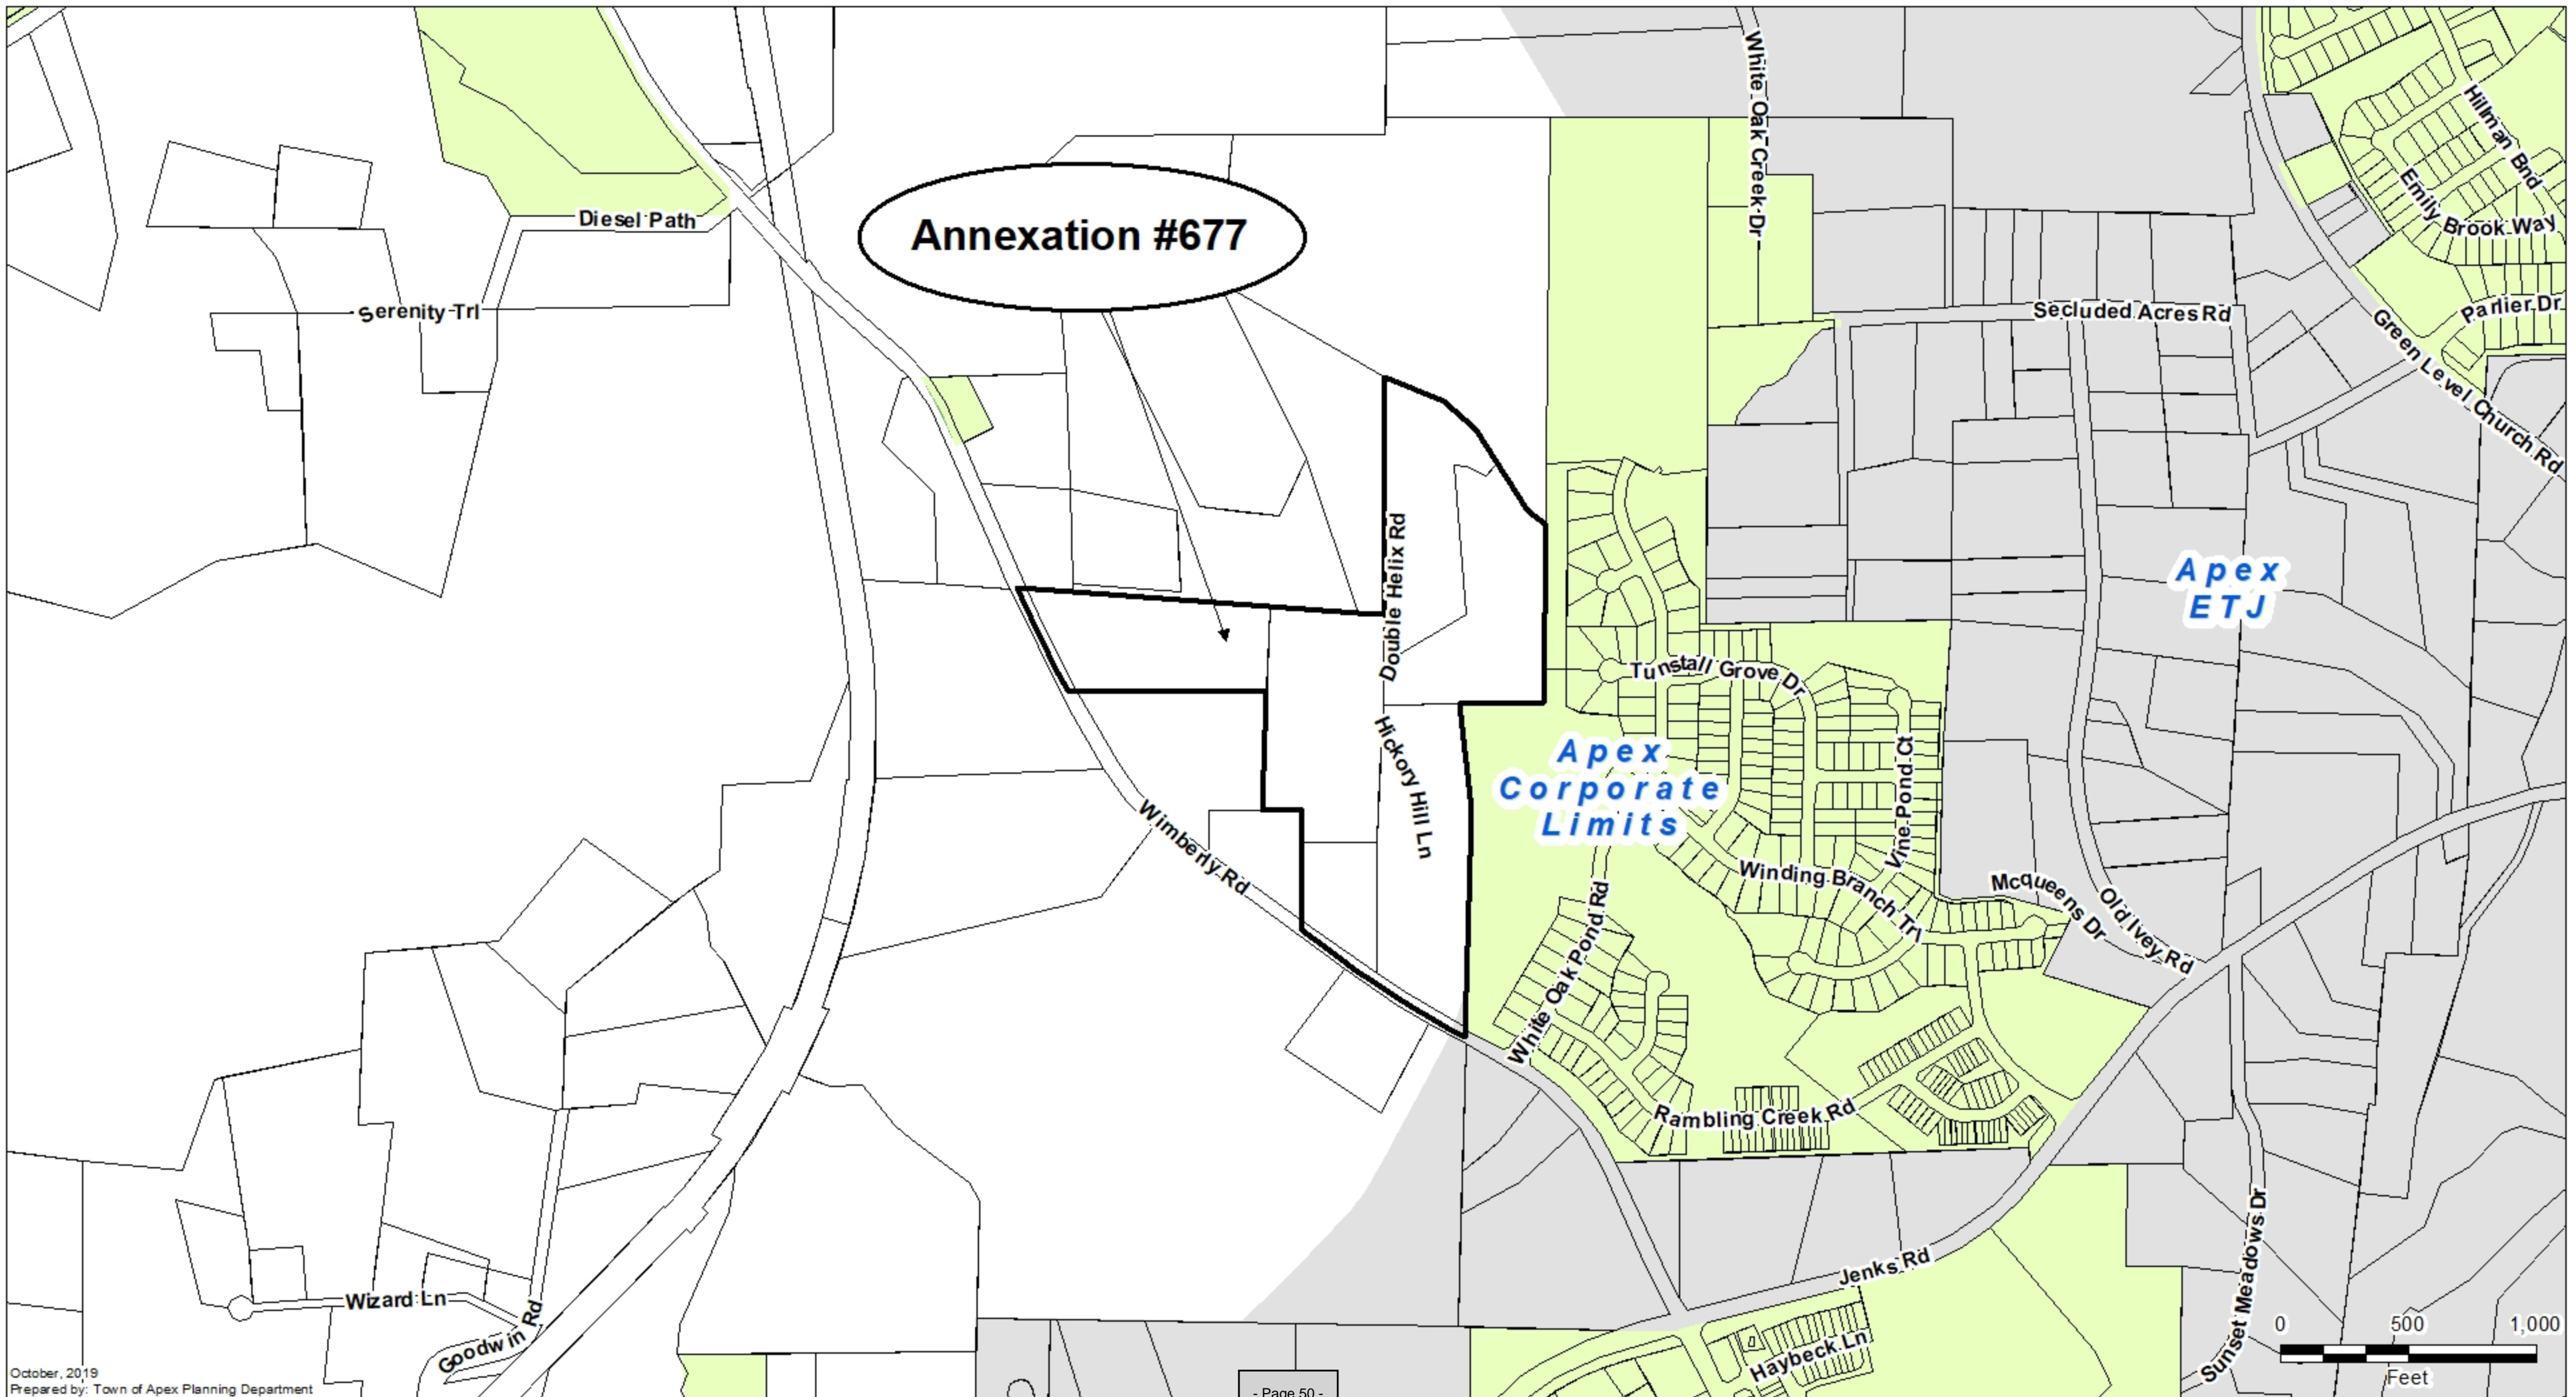 White Oak Creek Dr
Hilman Bnd
Emily Brook Way
Diesel Path
Annexation #677
Serenity Trl
Secluded Acres Rd
Parlier Dr
Green Level Church Rd
Double Helix Rd
Apex
ETJ
Tunstall Grove Dr
Hickory Hill Ln
Apex
Corporate
Limits
Vine Pond Ct
Wimberly Rd
Winding Branch Trl
Mcqueens Dr
Old Ivey Rd
White Oak Pond Rd
Rambling Creek Rd
Jenks Rd
Sunset Meadows Dr
Wizard Ln
Goodwin Rd
Haybeck Ln
0 500 1,000
Feet
October, 2019
Prepared by: Town of Apex Planning Department
- Page 50 -